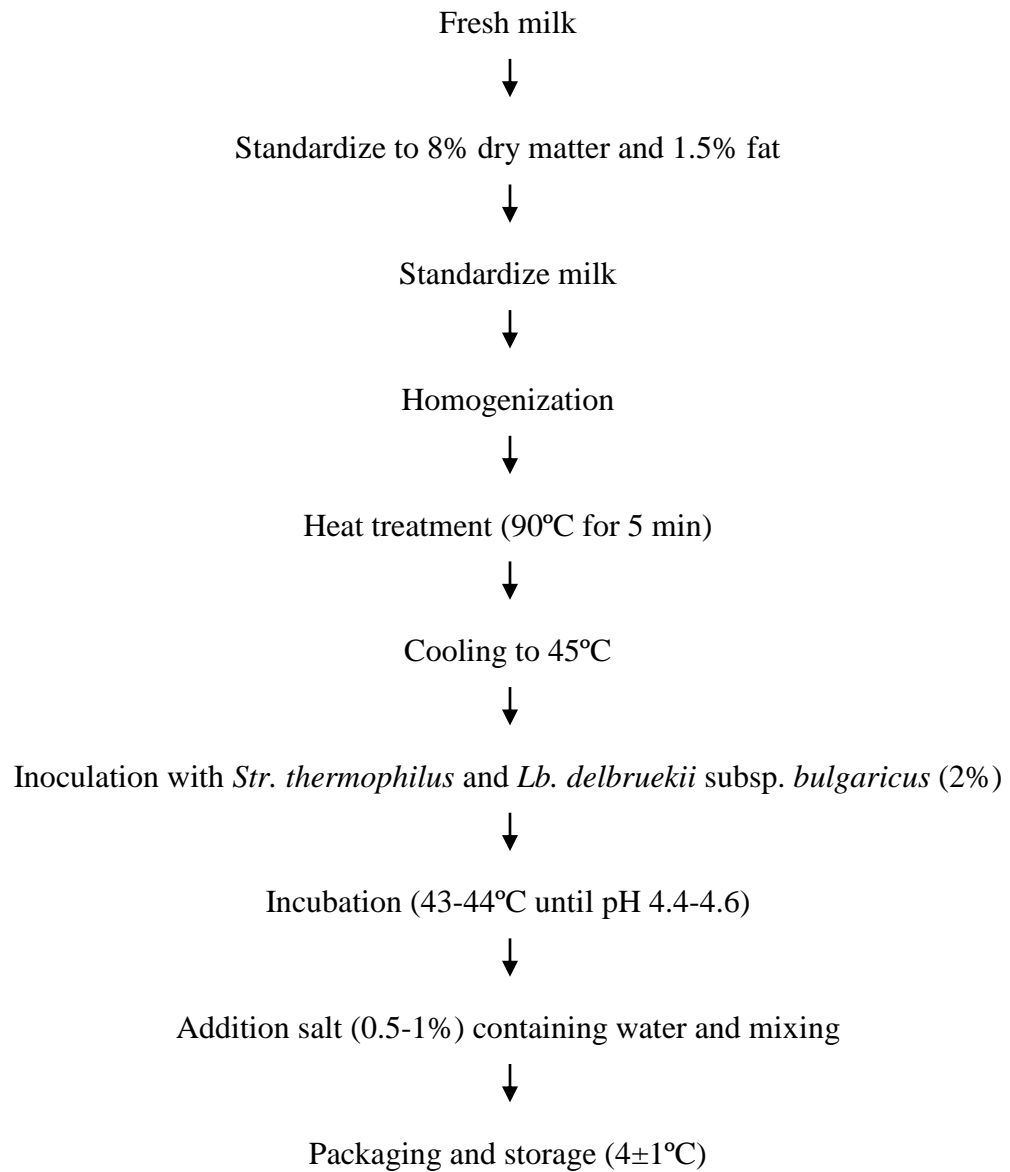 Fresh milk
Standardize to 8% dry matter and 1.5% fat
Standardize milk
Homogenization
Heat treatment (90ºC for 5 min)
Cooling to 45ºC
Inoculation with Str. thermophilus and Lb. delbruekii subsp. bulgaricus (2%)
Incubation (43-44ºC until pH 4.4-4.6)
Addition salt (0.5-1%) containing water and mixing
Packaging and storage (4±1ºC)